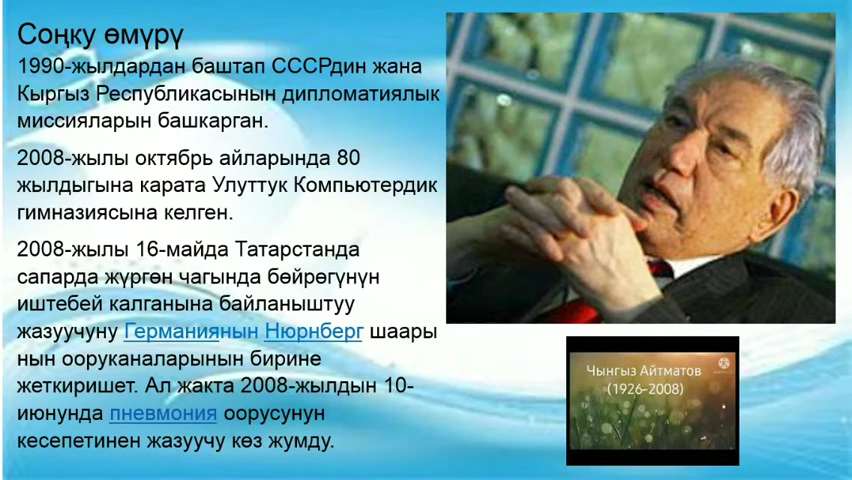 Соңку өмүрү
1990-жылдардан баштап СССРдин жана
Кыргыз Республикасынын дипломатиялык
миссияларын башкарган.
2008-жылы октябрь айларында 80
жылдыгына карата Улуттук Компьютердик
гимназиясына келген.
2008-жылы 16-майда Татарстанда
сапарда жүргөн чагында бөйрөгүнүн
иштебей калганына байланыштуу
жазуучуну Германиянын Нюрнберг шаары
нын ооруканаларынын бирине
жеткиришет. Ал жакта 2008-жылдын 10-
июнунда пневмония оорусунун
кесепетинен жазуучу көз жумду.
Чынгыз Айтматов
(1926-2008)